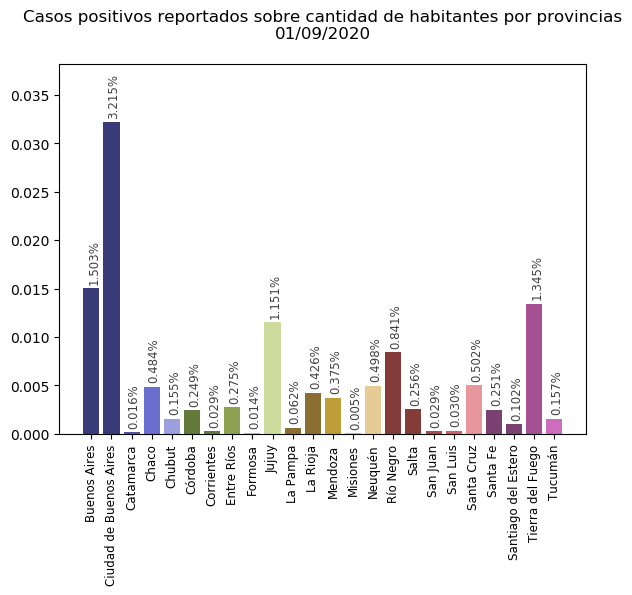 Casos positivos reportados sobre cantidad de habitantes por provincias
01/09/2020
0.035
0.030
0.025
0.020
0.015
0.010
0.005
0.000
1.503%
3.215%
0.016%
0.484%
0.155%
0.249%
0.029%
0.275%
0.014%
1.151%
0.062%
0.426%
0.375%
0.005%
0.498%
0.841%
0.256%
0.029%
0.030%
0.502%
0.251%
0.102%
1.345%
0.157%
Buenos Aires
Ciudad de Buenos Aires
Catamarca
Chaco
Chubut
Córdoba
Corrientes
Entre Ríos
Formosa
Jujuy
La Pampa
La Rioja
Mendoza
Misiones
Neuquén
Río Negro
Salta
San Juan
San Luis
Santa Cruz
Santa Fe
Santiago del Estero
Tierra del Fuego
Tucumán